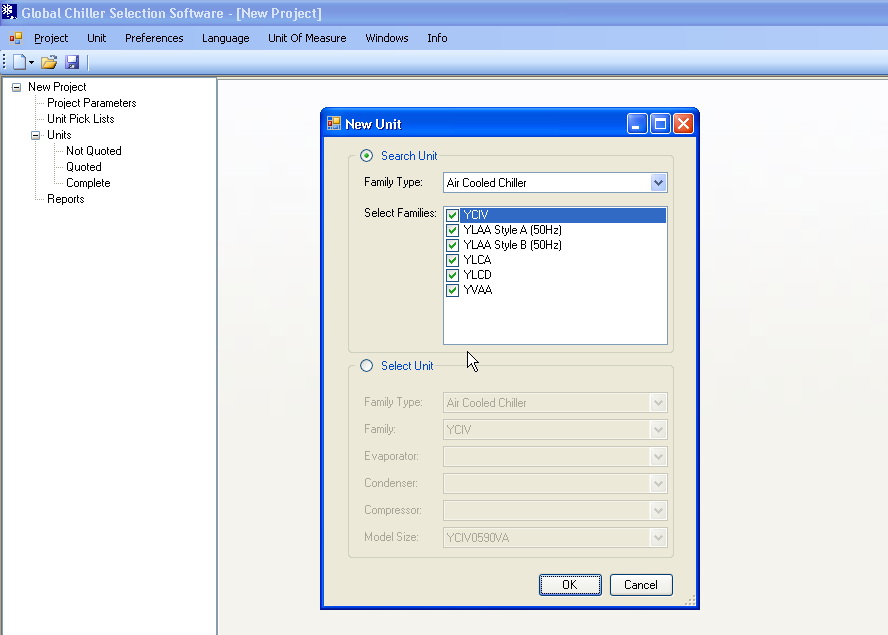 Global Chiller Selection Software - [New Project]
Project Unit Preferences Language Unit Of Measure Windows Info
New Project
Project Parameters
Unit Pick Lists
Units
Not Quoted
Quoted
Complete
Reports
New Unit
Search Unit
Family Type: Air Cooled Chiller
Select Families: YCIV
YLAA Style A (50Hz)
YLAA Style B (50Hz)
YLCA
YLCD
YVAA
Select Unit
Family Type: Air Cooled Chiller
Family: YCIV
Evaporator:
Condenser:
Compressor:
Model Size: YCIV0590VA
OK Cancel